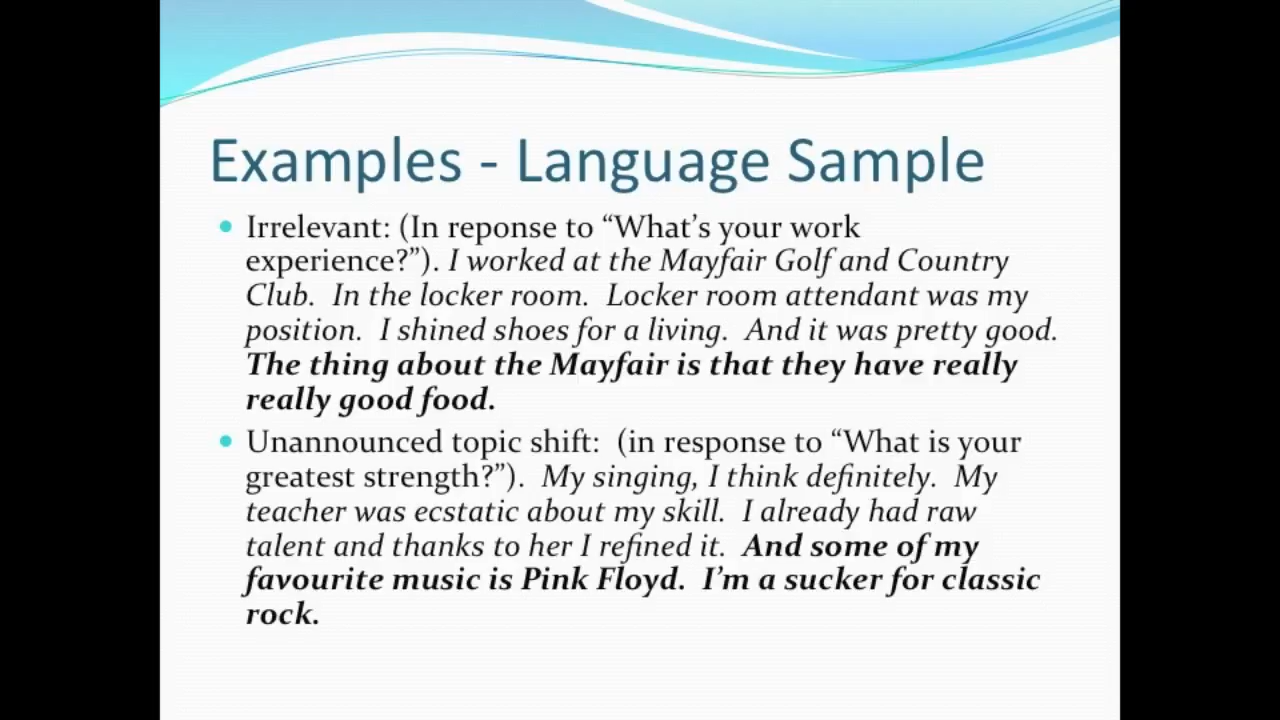 Examples - Language Sample
• Irrelevant: (In reponse to “What’s your work
experience?”). I worked at the Mayfair Golf and Country
Club.  In the locker room.  Locker room attendant was my
position.  I shined shoes for a living.  And it was pretty good.
The thing about the Mayfair is that they have really
really good food.
• Unannounced topic shift:  (in response to “What is your
greatest strength?”).  My singing, I think definitely.  My
teacher was ecstatic about my skill.  I already had raw
talent and thanks to her I refined it.  And some of my
favourite music is Pink Floyd.  I’m a sucker for classic
rock.